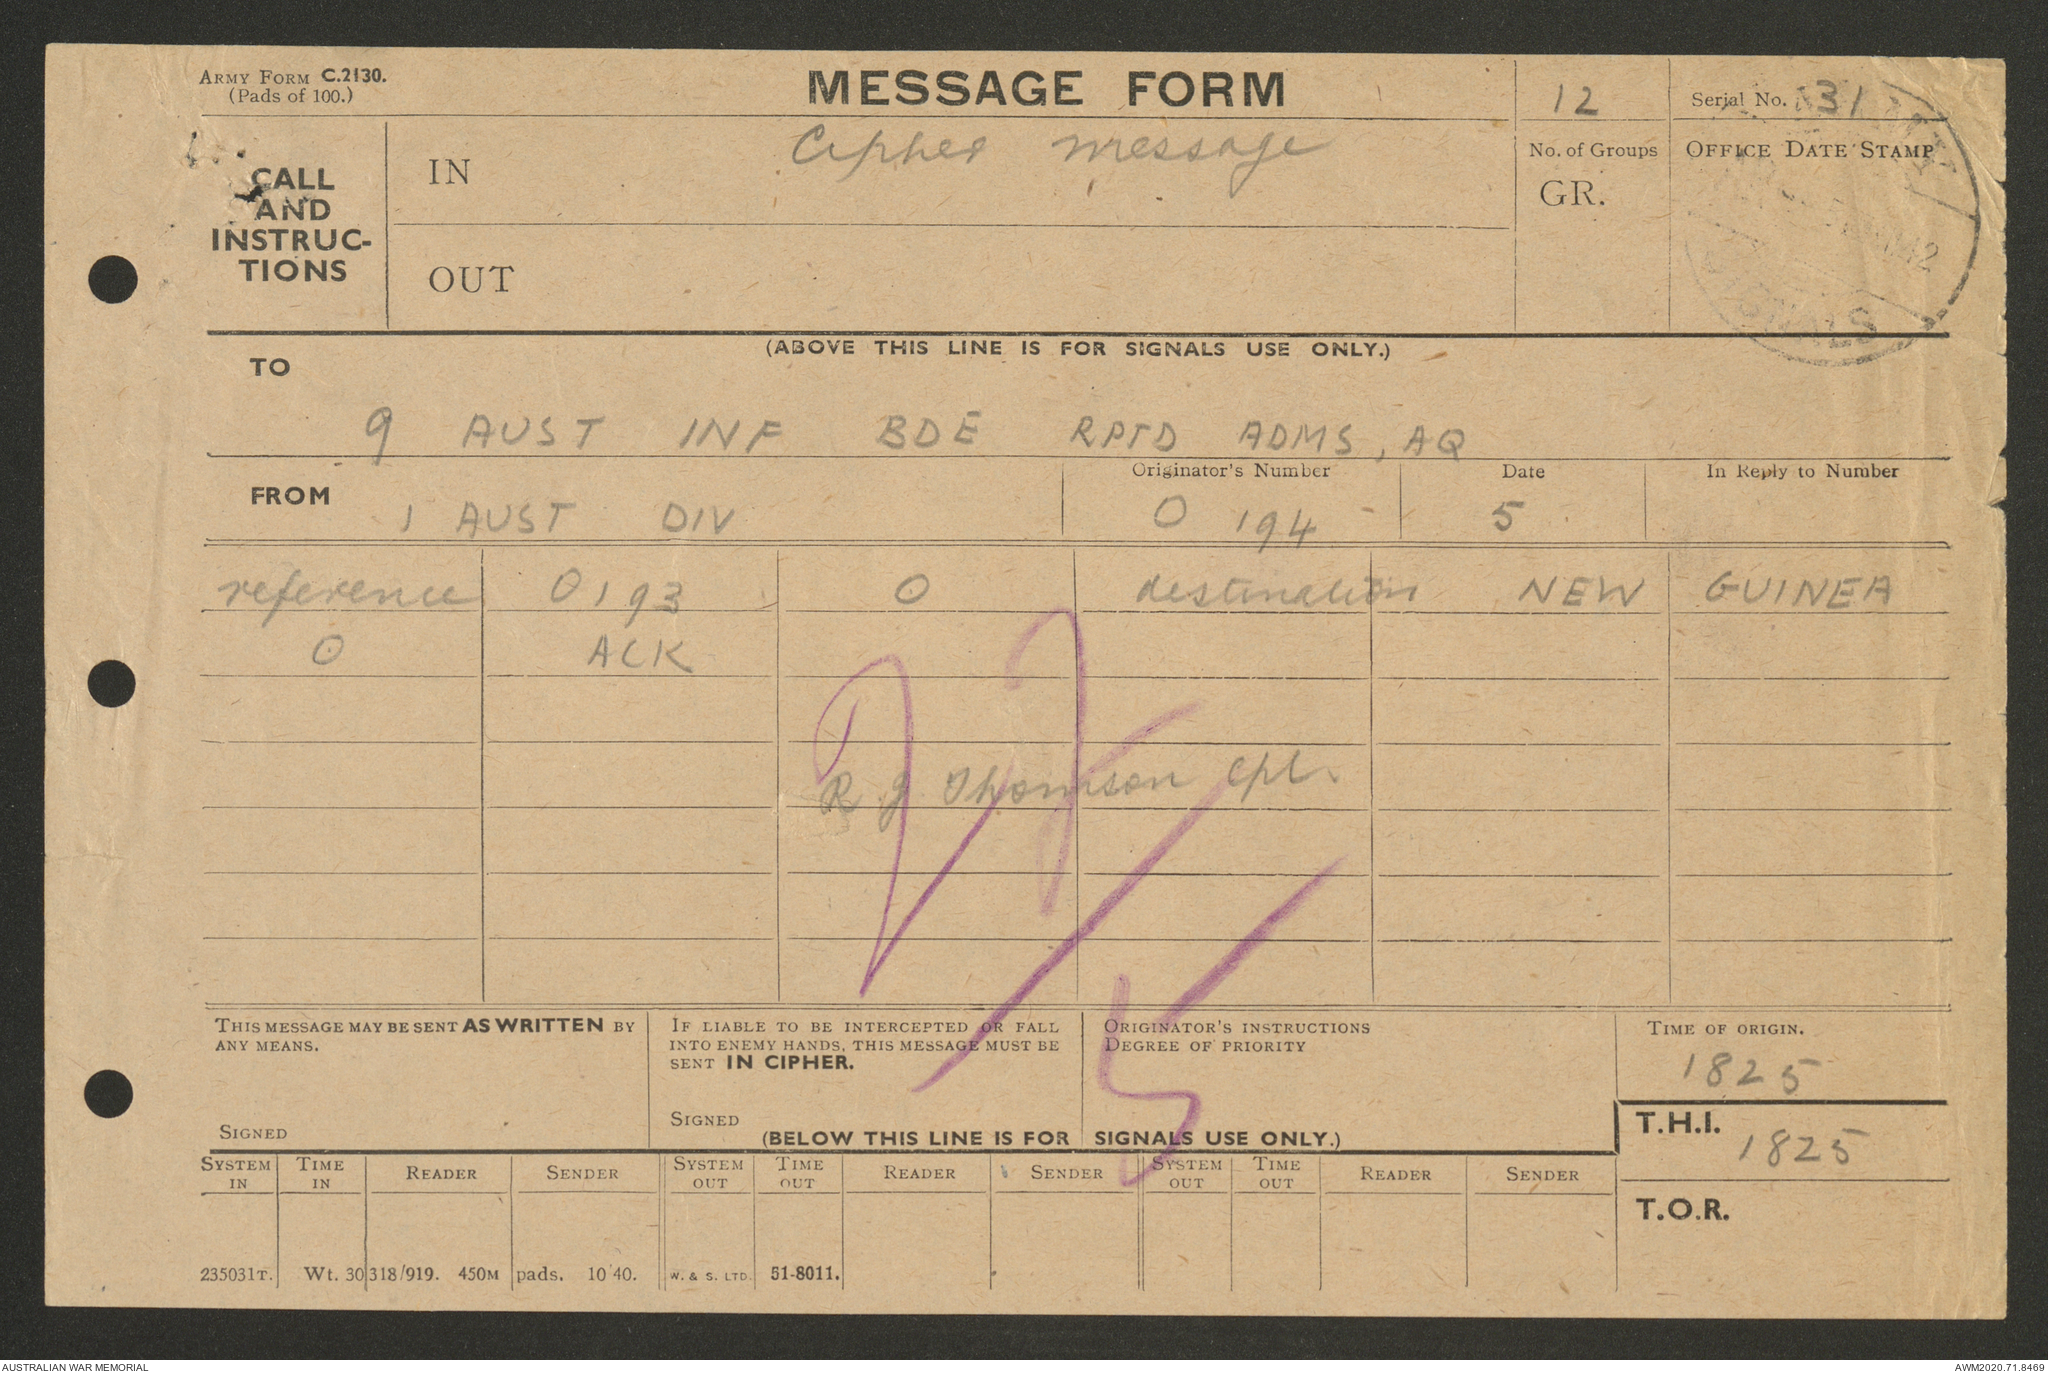 ARMY FORM C.2130.
(Pads of 100.)
MESSAGE FORM
12
Serial No. 31
CALL
AND
INSTRUC-
TIONS
IN
Cipher message
No. of Groups
GR.
OFFICE DATE STAMP
OUT
SIGNALS
(ABOVE THIS LINE IS FOR SIGNALS USE ONLY.)
TO
9 AUST INF BDE RPTD ADMS, AQ
FROM
1 AUST DIV
Originator's Number
O 194
Date
5
In Reply to Number
reference O193 O destination NEW GUINEA
O ACK
R J Thomson Cpl.
THIS MESSAGE MAY BE SENT AS WRITTEN BY
ANY MEANS.
SIGNED
IF LIABLE TO BE INTERCEPTED OR FALL
INTO ENEMY HANDS, THIS MESSAGE MUST BE
SENT IN CIPHER.
SIGNED
ORIGINATOR'S INSTRUCTIONS
DEGREE OF PRIORITY
TIME OF ORIGIN.
1825
(BELOW THIS LINE IS FOR SIGNALS USE ONLY.)
T.H.I.
1825
SYSTEM IN TIME IN READER SENDER SYSTEM OUT TIME OUT READER SENDER SYSTEM OUT TIME OUT READER SENDER
T.O.R.
235031T. Wt. 30318/919. 450M pads. 10 40. W. & S. LTD. 51-8011.
AUSTRALIAN WAR MEMORIAL
AWM2020.71.8469